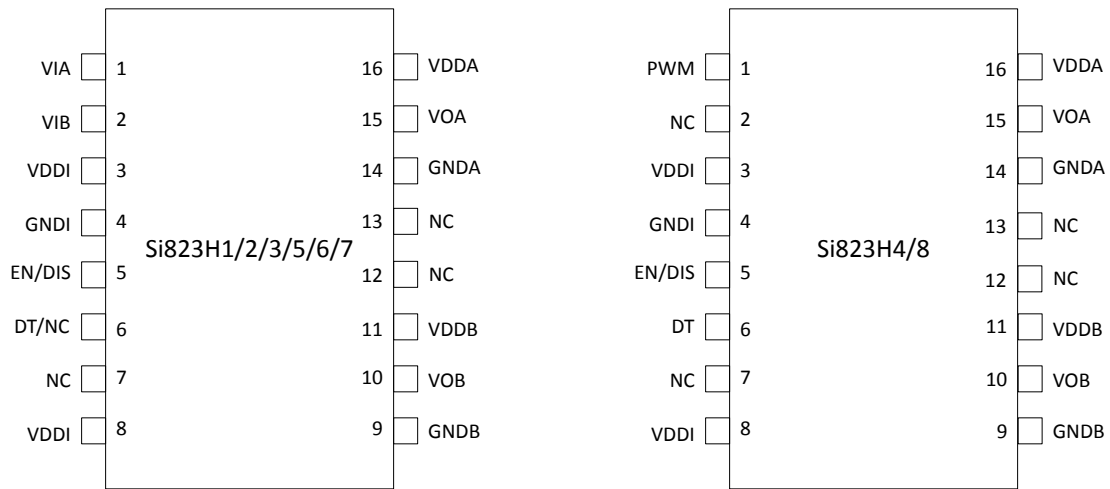 VIA 1 16 VDDA
VIB 2 15 VOA
VDDI 3 14 GNDA
GNDI 4 13 NC
Si823H1/2/3/5/6/7
EN/DIS 5 12 NC
DT/NC 6 11 VDDB
NC 7 10 VOB
VDDI 8 9 GNDB
PWM 1 16 VDDA
NC 2 15 VOA
VDDI 3 14 GNDA
GNDI 4 13 NC
Si823H4/8
EN/DIS 5 12 NC
DT 6 11 VDDB
NC 7 10 VOB
VDDI 8 9 GNDB